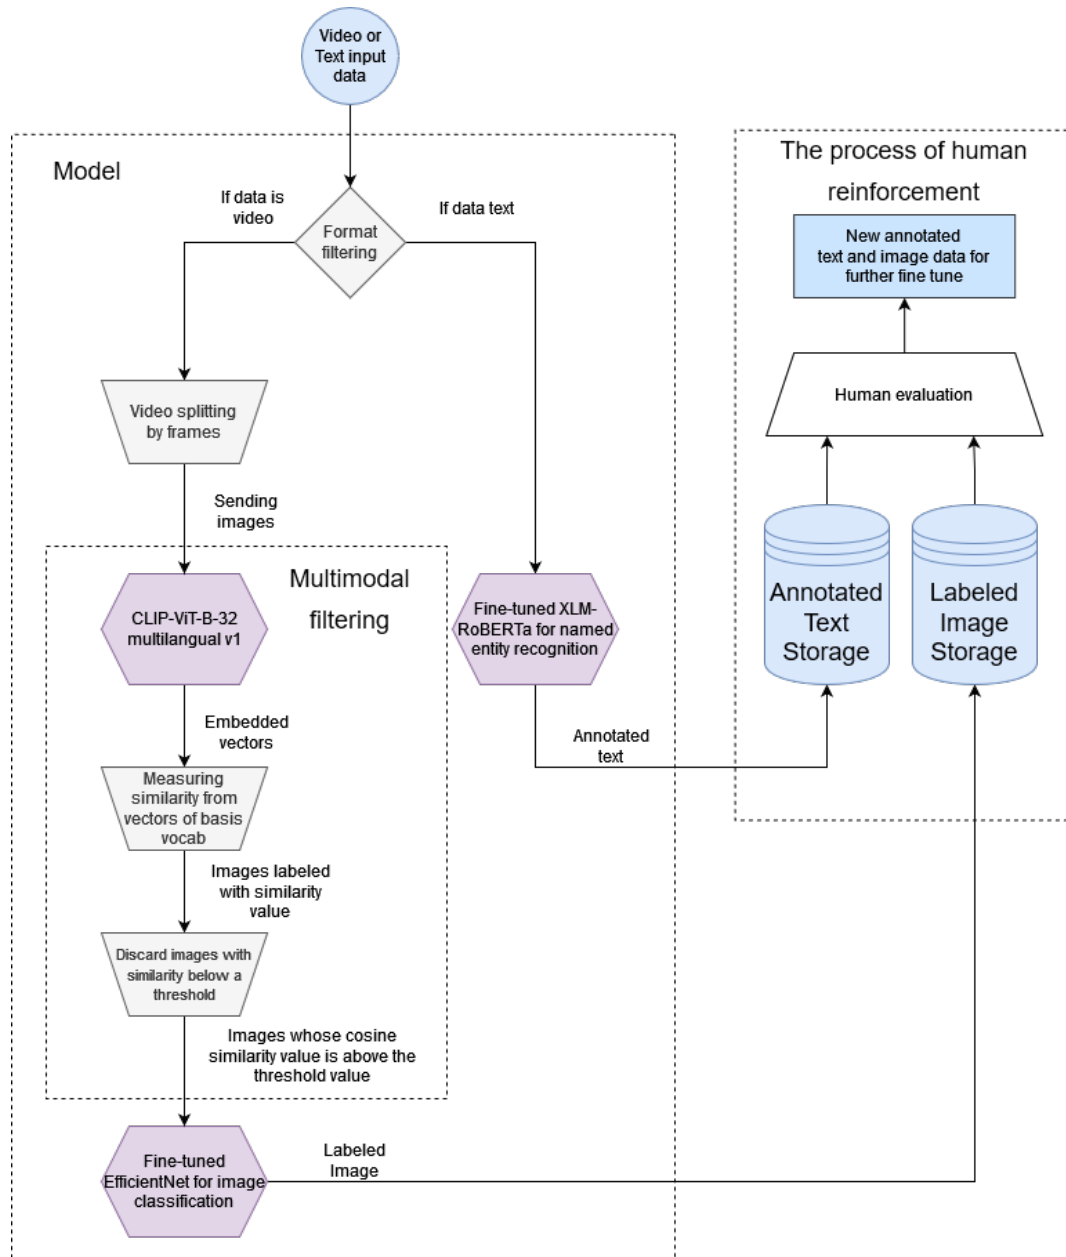 Video or
Text input
data
Model
If data is
video
If data text
Format
filtering
Video splitting
by frames
Sending
images
Multimodal
filtering
CLIP-ViT-B-32
multilangual v1
Fine-tuned XLM-
RoBERTa for named
entity recognition
Embedded
vectors
Annotated
text
Measuring
similarity from
vectors of basis
vocab
Images labeled
with similarity
value
Discard images with
similarity below a
threshold
Images whose cosine
similarity value is above the
threshold value
Fine-tuned
EfficientNet for image
classification
Labeled
Image
The process of human
reinforcement
New annotated
text and image data for
further fine tune
Human evaluation
Annotated
Text
Storage
Labeled
Image
Storage